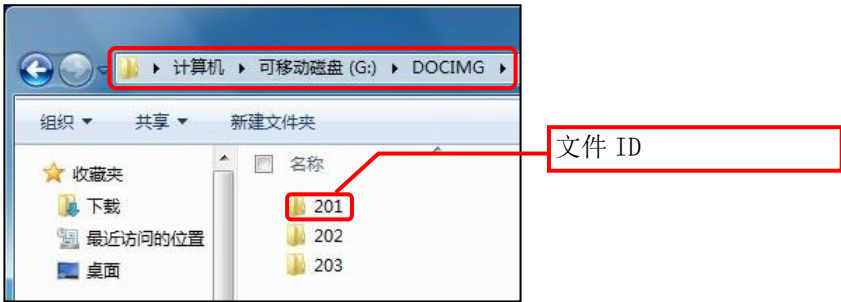 计算机 可移动磁盘 (G:) DOCIMG
组织 共享 新建文件夹
文件 ID
收藏夹
名称
下载
201
最近访问的位置
202
桌面
203